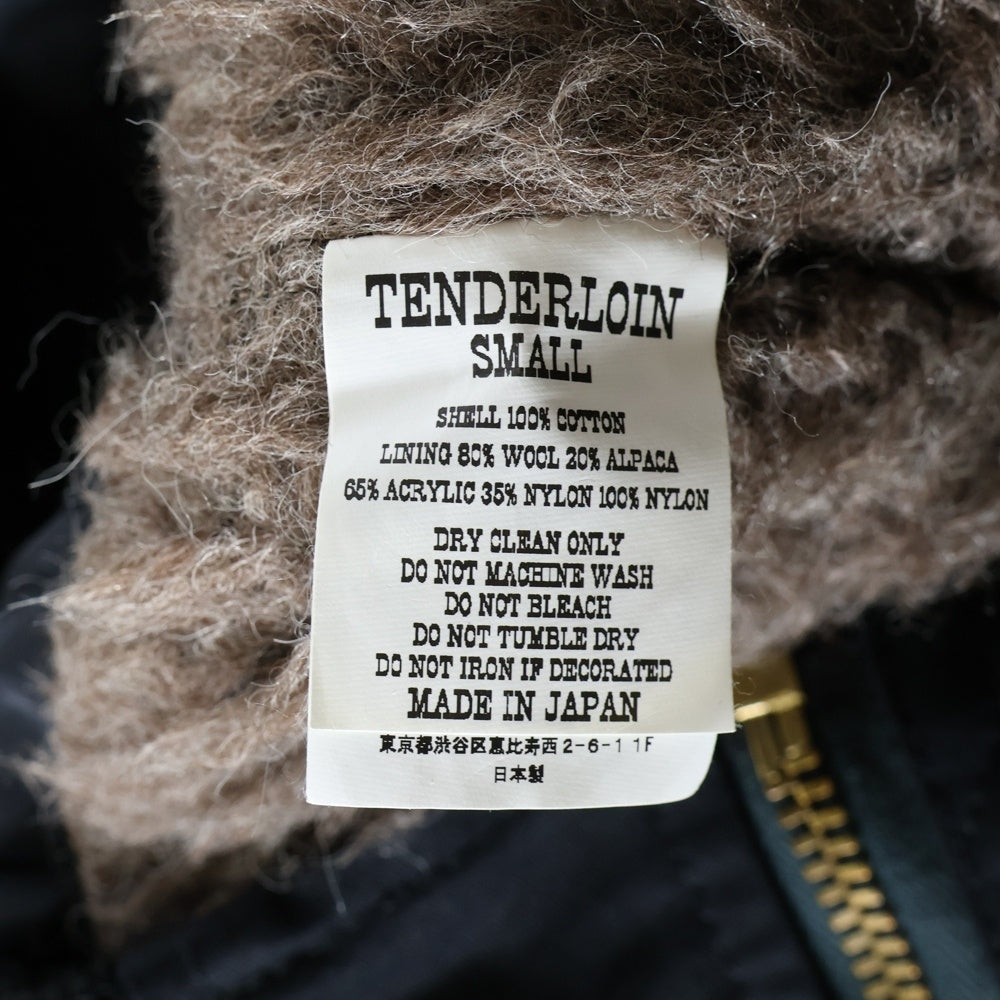 TENDERLOIN
SMALL
SHELL 100% COTTON
LINING 80% WOOL 20% ALPACA
65% ACRYLIC 35% NYLON 100% NYLON
DRY CLEAN ONLY
DO NOT MACHINE WASH
DO NOT BLEACH
DO NOT TUMBLE DRY
DO NOT IRON IF DECORATED
MADE IN JAPAN
東京都渋谷区恵比寿西2-6-1 1F
日本製